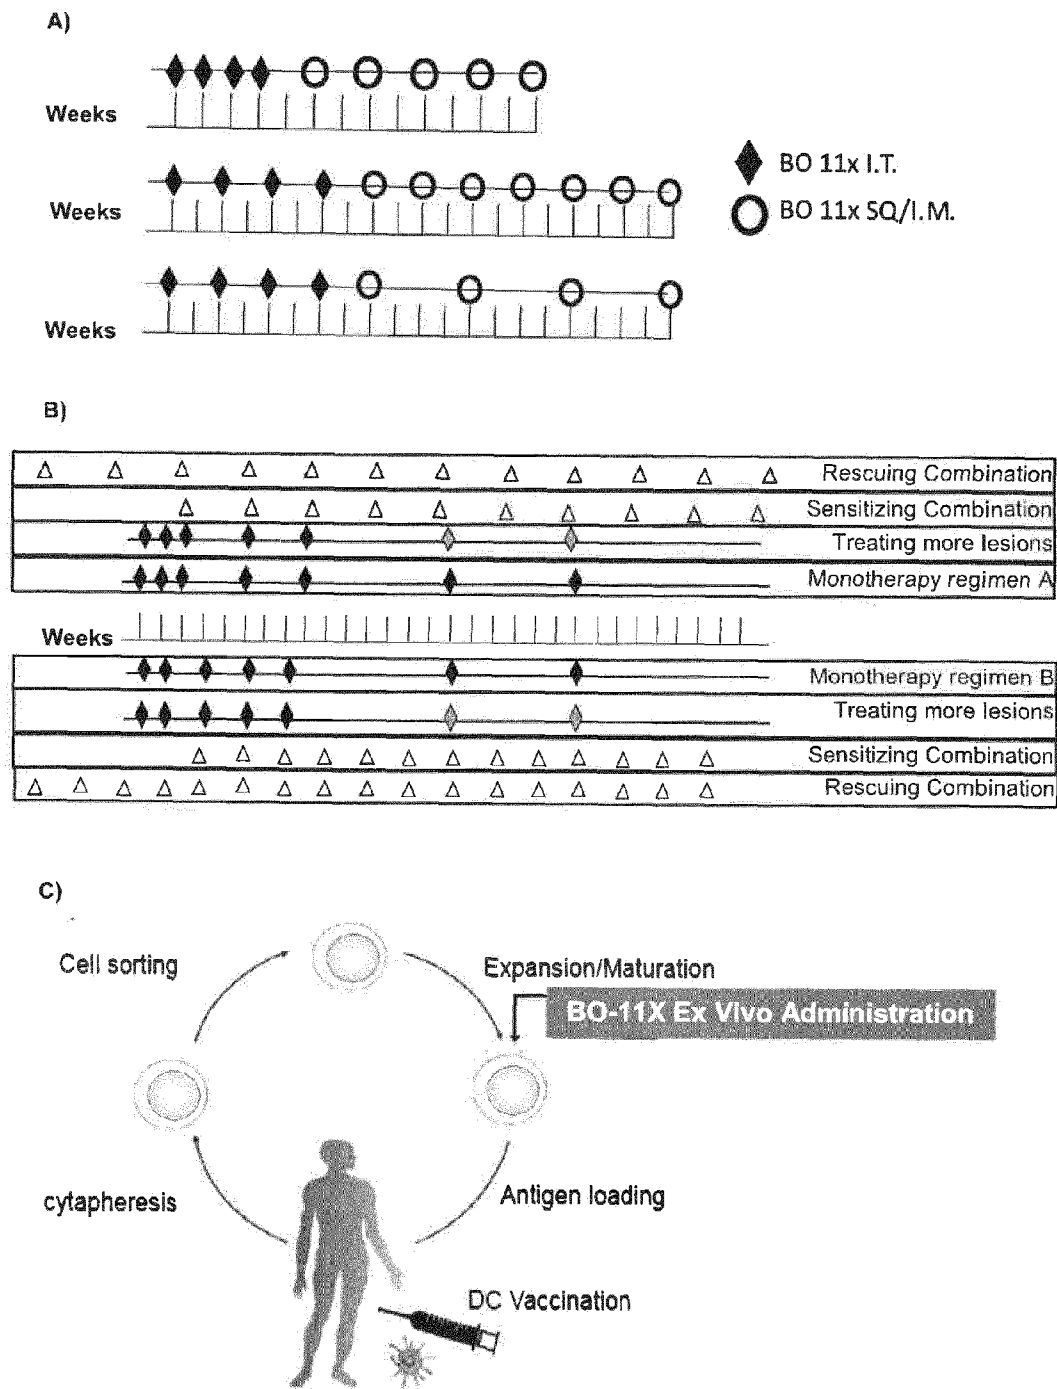 A)
Weeks
BO 11x I.T.
Weeks
BO 11x SQ/I.M.
Weeks
B)
Rescuing Combination
Sensitizing Combination
Treating more lesions
Monotherapy regimen A
Weeks
Monotherapy regimen B
Treating more lesions
Sensitizing Combination
Rescuing Combination
C)
Cell sorting
Expansion/Maturation
BO-11X Ex Vivo Administration
cytapheresis
Antigen loading
DC Vaccination